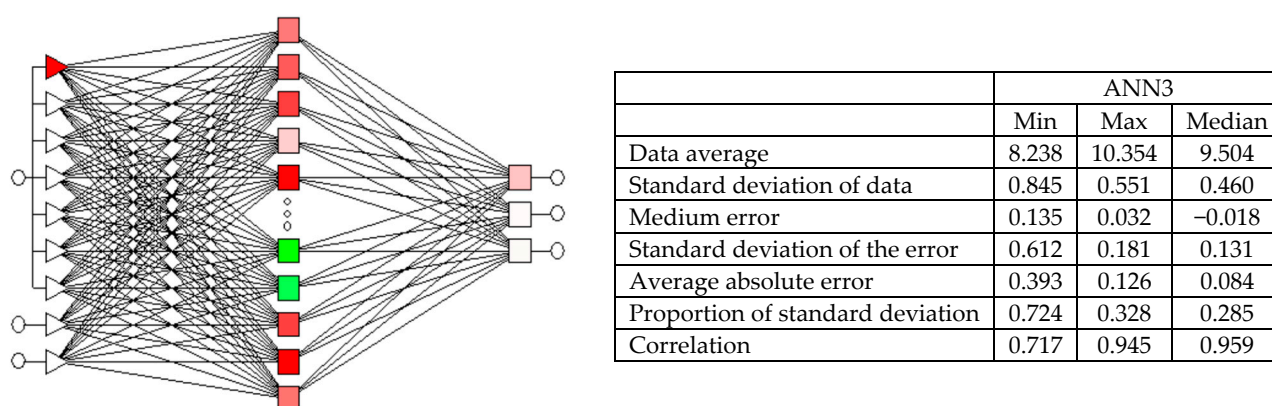 ANN3
Min Max Median
Data average 8.238 10.354 9.504
Standard deviation of data 0.845 0.551 0.460
Medium error 0.135 0.032 −0.018
Standard deviation of the error 0.612 0.181 0.131
Average absolute error 0.393 0.126 0.084
Proportion of standard deviation 0.724 0.328 0.285
Correlation 0.717 0.945 0.959